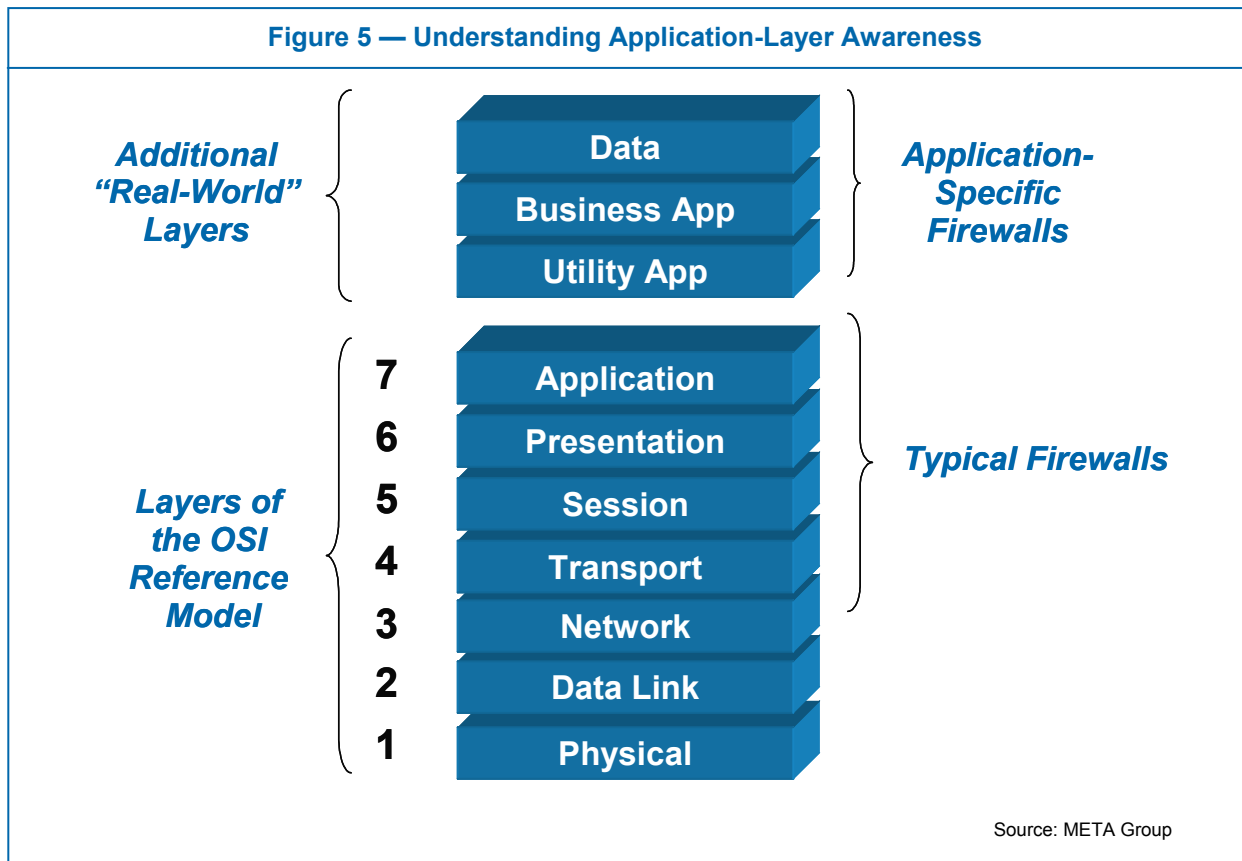 Figure 5 — Understanding Application-Layer Awareness
Additional
“Real-World”
Layers
Data
Business App
Utility App
Application-
Specific
Firewalls
Layers of
the OSI
Reference
Model
7
Application
6
Presentation
5
Session
4
Transport
3
Network
2
Data Link
1
Physical
Typical Firewalls
Source: META Group